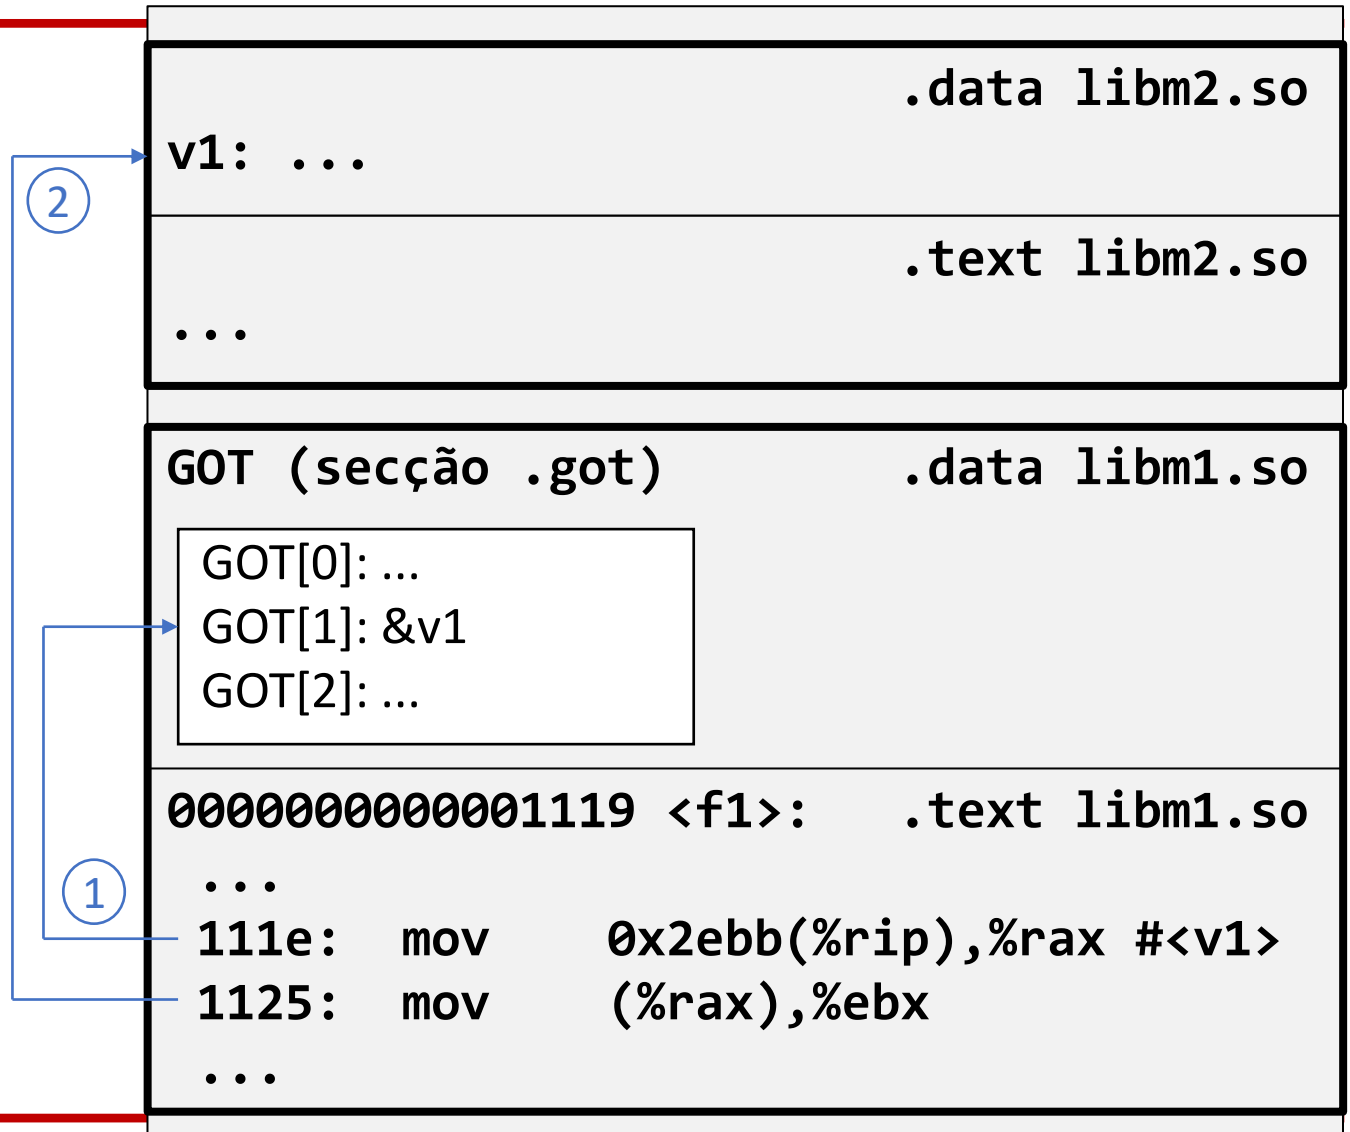 .data libm2.so
v1: ...
2
.text libm2.so
...
GOT (secção .got) .data libm1.so
GOT[0]: ...
GOT[1]: &v1
GOT[2]: ...
0000000000001119 <f1>: .text libm1.so
...
1
111e: mov 0x2ebb(%rip),%rax #<v1>
1125: mov (%rax),%ebx
...